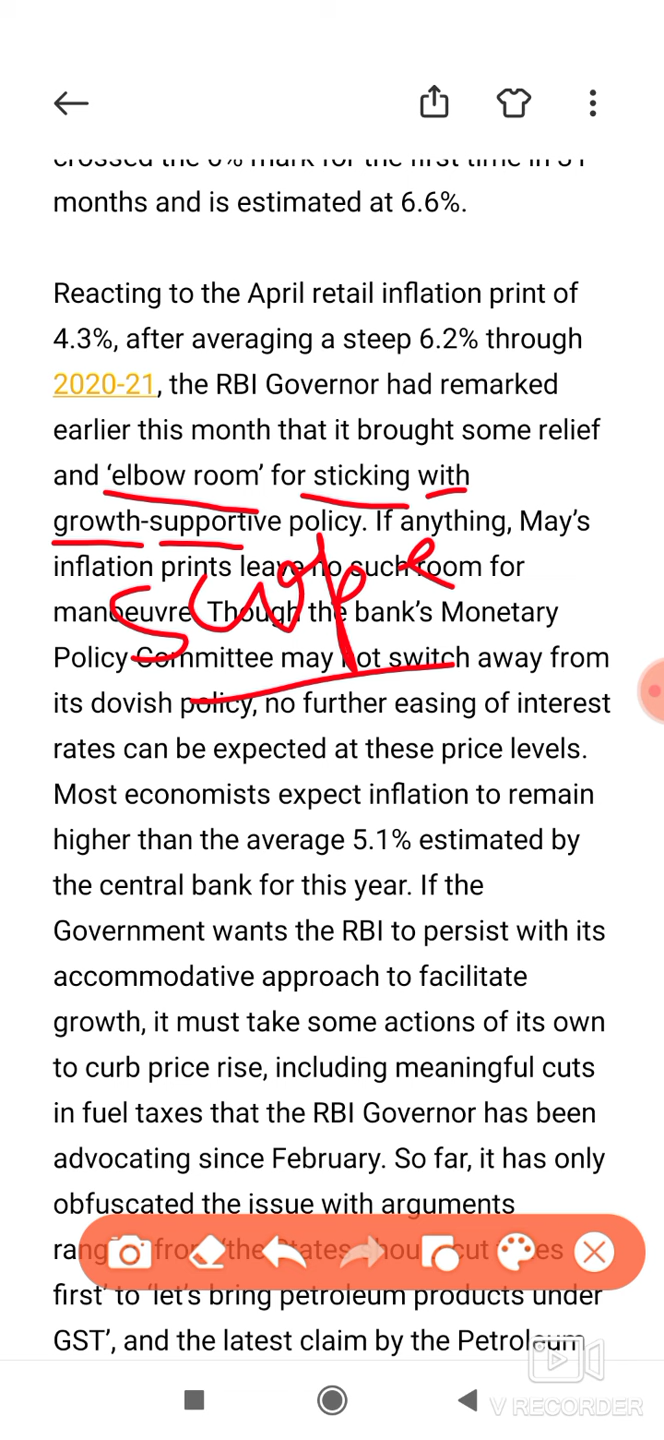 months and is estimated at 6.6%.
Reacting to the April retail inflation print of
4.3%, after averaging a steep 6.2% through
2020-21, the RBI Governor had remarked
earlier this month that it brought some relief
and ‘elbow room’ for sticking with
growth-supportive policy. If anything, May’s
inflation prints leave no such room for
manoeuvre. Though the bank’s Monetary
scope
Policy Committee may not switch away from
its dovish policy, no further easing of interest
rates can be expected at these price levels.
Most economists expect inflation to remain
higher than the average 5.1% estimated by
the central bank for this year. If the
Government wants the RBI to persist with its
accommodative approach to facilitate
growth, it must take some actions of its own
to curb price rise, including meaningful cuts
in fuel taxes that the RBI Governor has been
advocating since February. So far, it has only
obfuscated the issue with arguments
first’ to ‘let’s bring petroleum products under
GST’, and the latest claim by the Petroleum
V RECORDER